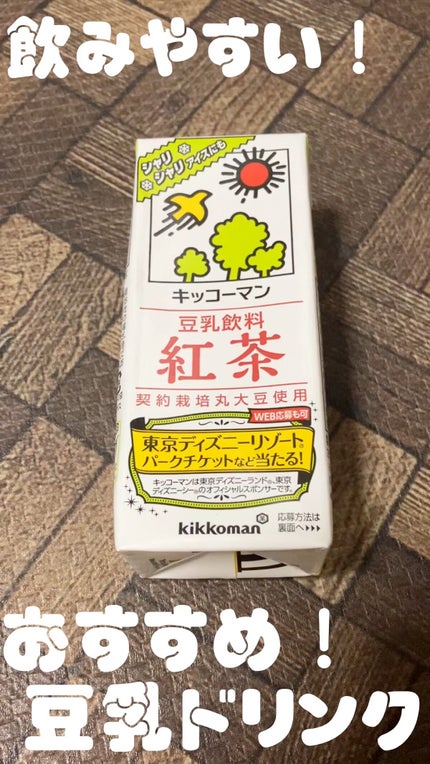 飲みやすい！
シャリ
シャリ アイスにも
キッコーマン
豆乳飲料
紅茶
契約栽培丸大豆使用
WEB応募も可
東京ディズニーリゾート®
パークチケットなど当たる!
キッコーマンは東京ディズニーランド®、東京
ディズニーシー®のオフィシャルスポンサーです。
kikkoman
応募方法は
裏面へ>>>
おすすめ！
豆乳ドリンク